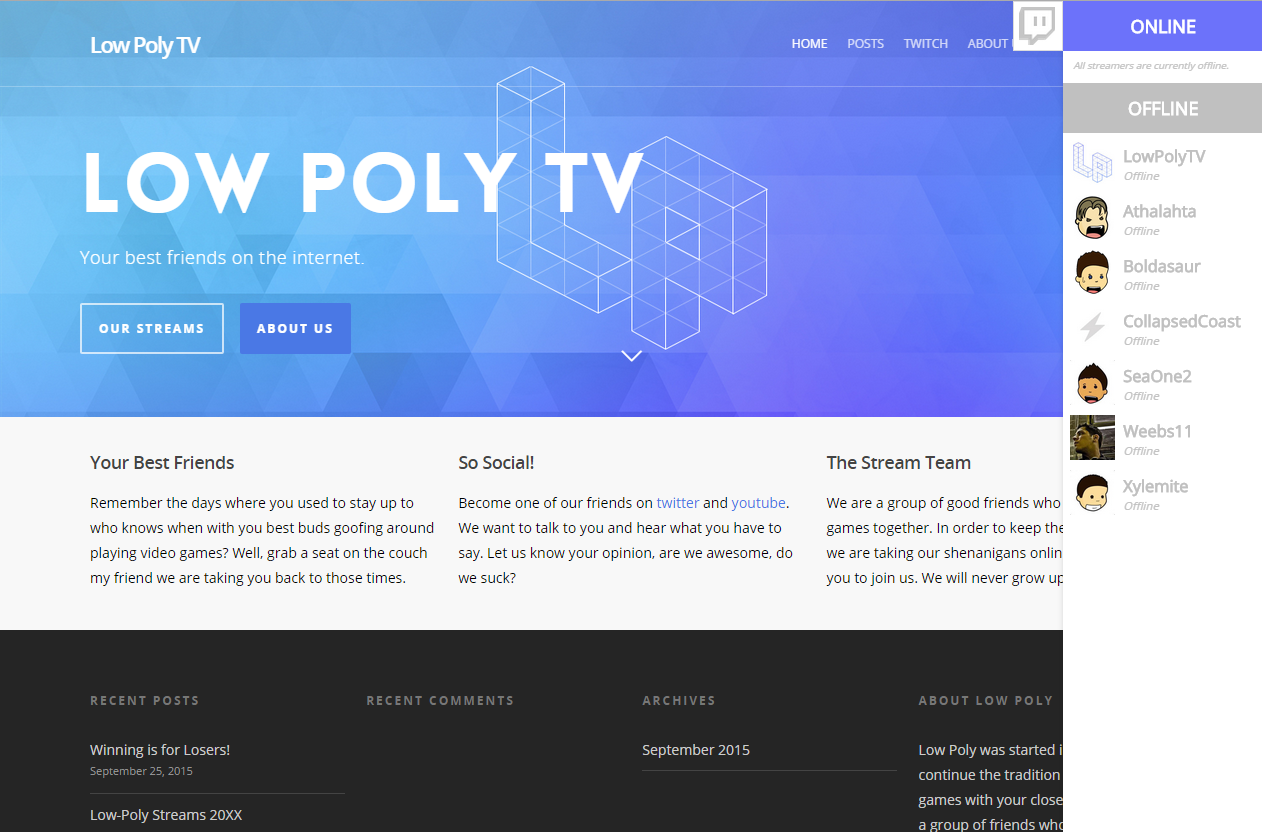 Low Poly TV
HOME
POSTS
TWITCH
ABOUT
LOW POLY TV
Your best friends on the internet.
OUR STREAMS
ABOUT US
Your Best Friends
Remember the days where you used to stay up to
who knows when with you best buds goofing around
playing video games? Well, grab a seat on the couch
my friend we are taking you back to those times.
So Social!
Become one of our friends on twitter and youtube.
We want to talk to you and hear what you have to
say. Let us know your opinion, are we awesome, do
we suck?
The Stream Team
We are a group of good friends who
games together. In order to keep the
we are taking our shenanigans onlin
you to join us. We will never grow up
RECENT POSTS
Winning is for Losers!
September 25, 2015
Low-Poly Streams 20XX
RECENT COMMENTS
ARCHIVES
September 2015
ABOUT LOW POLY
Low Poly was started i
continue the tradition
games with your close
a group of friends who
ONLINE
All streamers are currently offline.
OFFLINE
LowPolyTV
Offline
Athalahta
Offline
Boldasaur
Offline
CollapsedCoast
Offline
SeaOne2
Offline
Weebs11
Offline
Xylemite
Offline